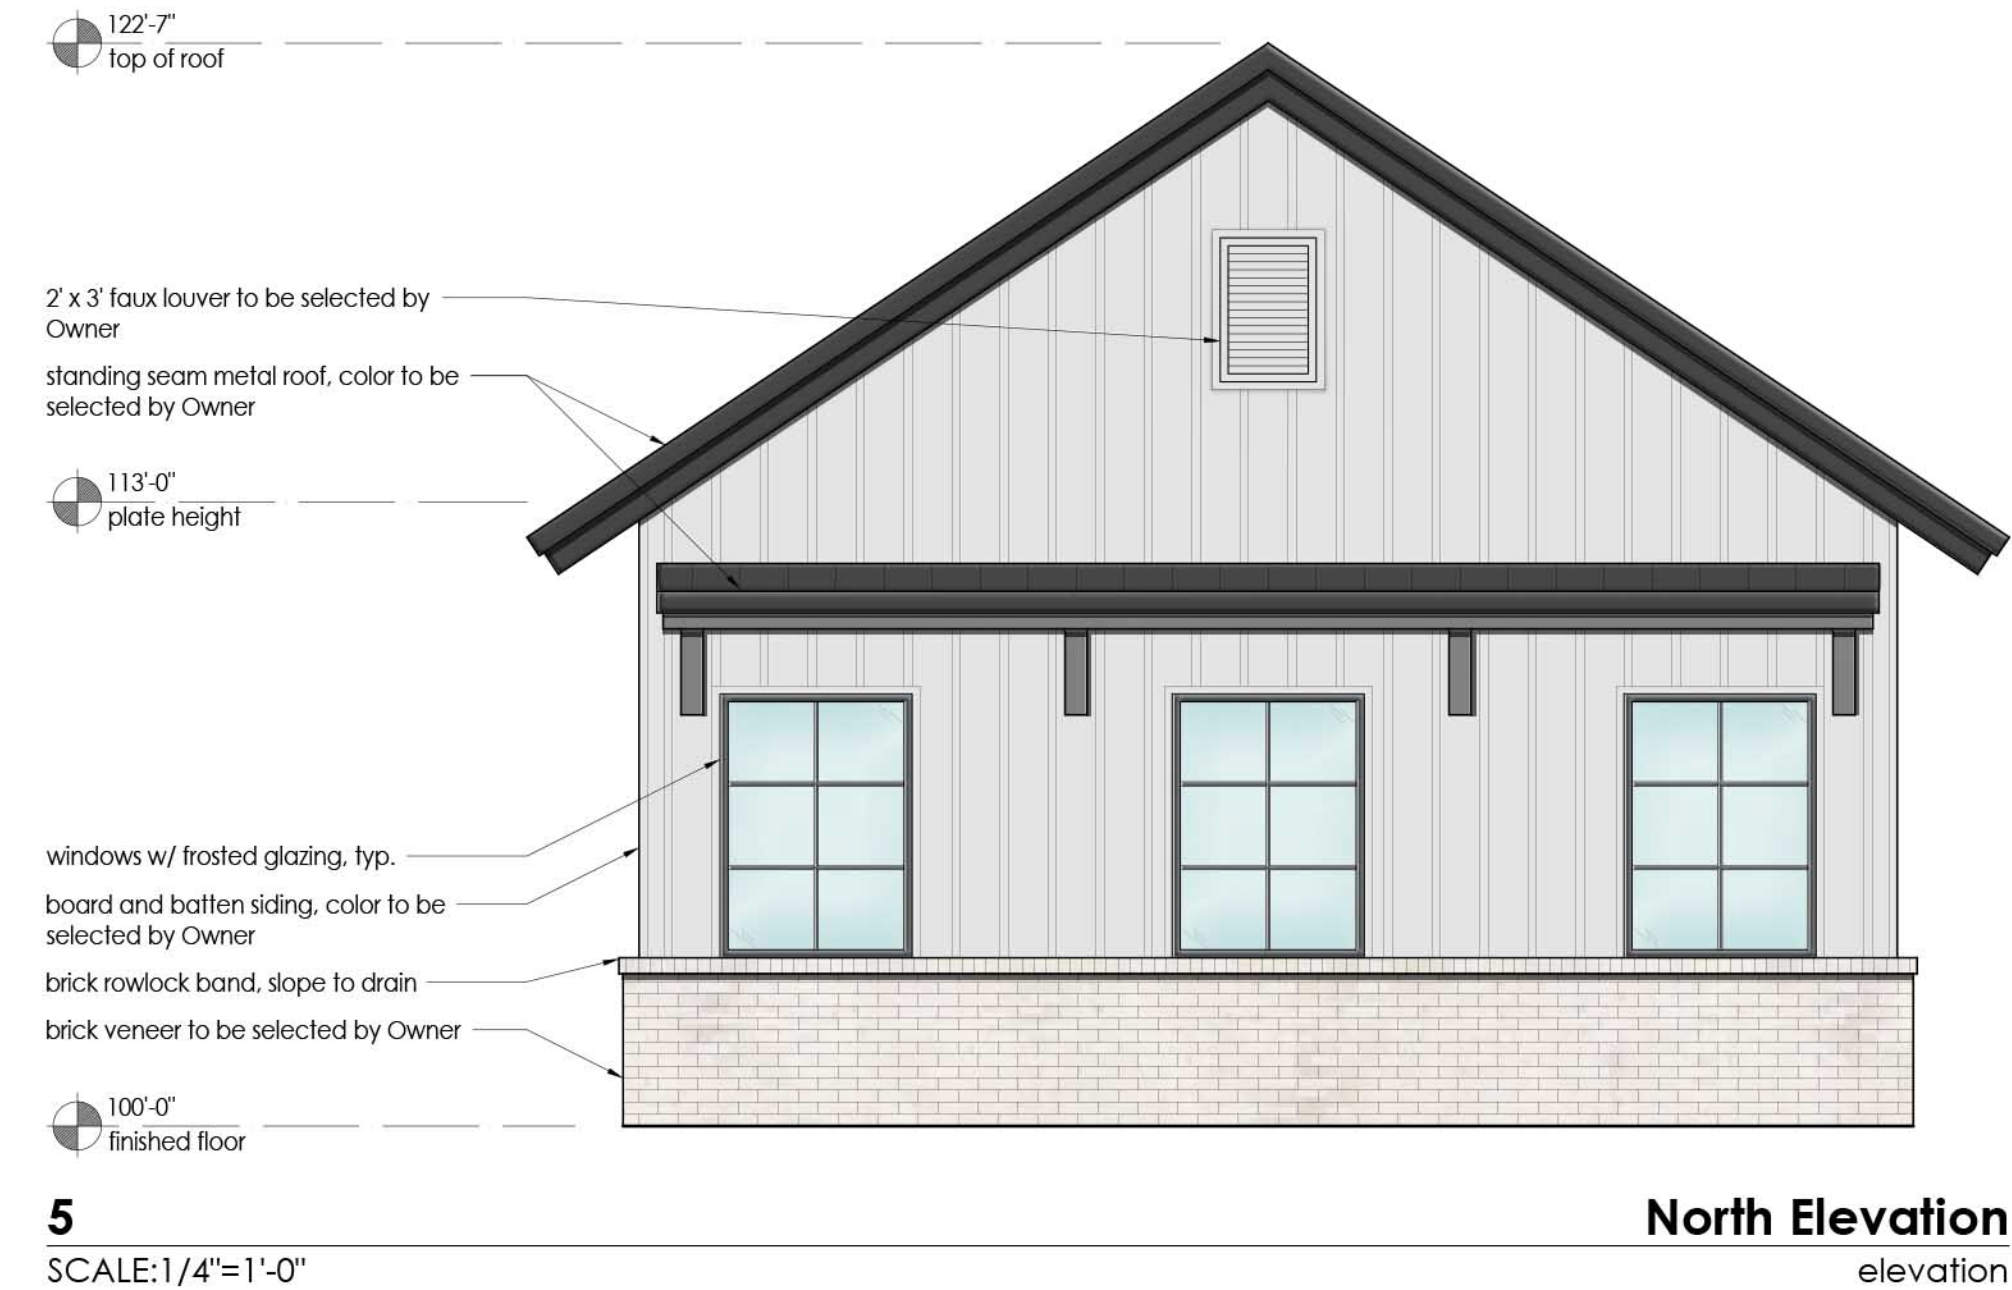 122'-7"
top of roof
2' x 3' faux louver to be selected by
Owner
standing seam metal roof, color to be
selected by Owner
113'-0"
plate height
windows w/ frosted glazing, typ.
board and batten siding, color to be
selected by Owner
brick rowlock band, slope to drain
brick veneer to be selected by Owner
100'-0"
finished floor
5
North Elevation
SCALE:1/4"=1'-0"
elevation